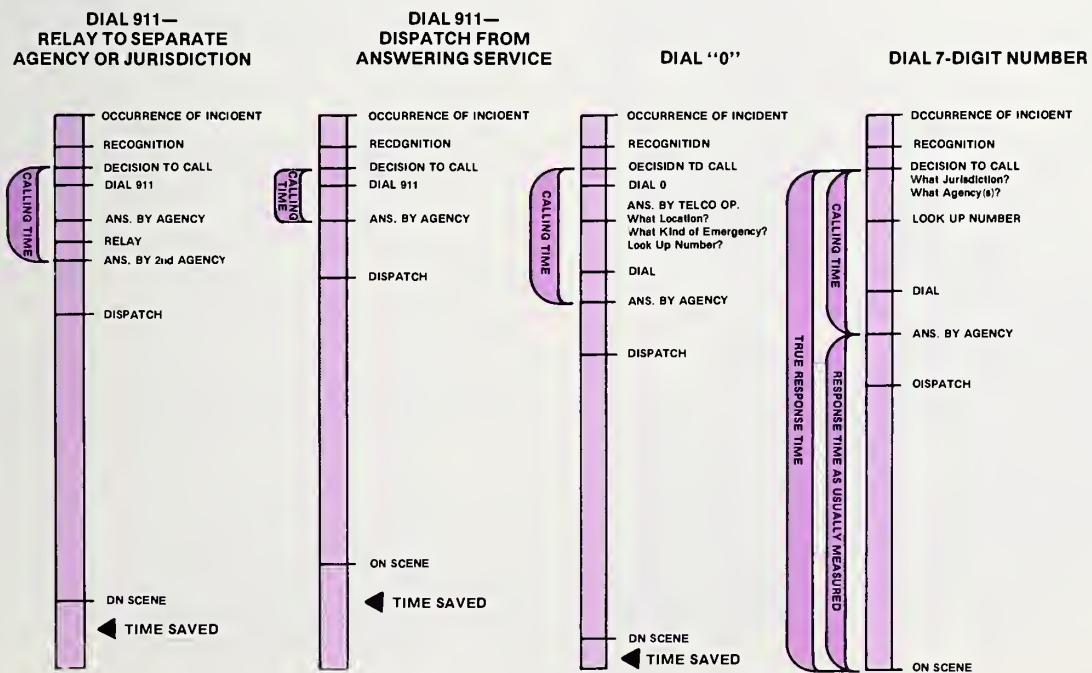 DIAL 911—
RELAY TO SEPARATE
AGENCY OR JURISDICTION
OCCURRENCE OF INCIOENT
RECOGNITION
DECISION TO CALL
DIAL 911
ANS. BY AGENCY
RELAY
ANS. BY 2nd AGENCY
DISPATCH
DN SCENE
TIME SAVED
CALLING TIME
DIAL 911—
DISPATCH FROM
ANSWERING SERVICE
OCCURRENCE OF INCIOENT
RECDGNITION
DECISION TO CALL
DIAL 911
ANS. BY AGENCY
DISPATCH
ON SCENE
TIME SAVED
CALLING
TIME
DIAL “0”
OCCURRENCE OF INCIDENT
RECOGNITIDN
OECISIDN TD CALL
DIAL 0
ANS. BY TELCO OP.
What Location?
What Kind of Emergency?
Look Up Number?
DIAL
ANS. BY AGENCY
DISPATCH
DN SCENE
TIME SAVED
CALLING TIME
DIAL 7-DIGIT NUMBER
DCCURRENCE OF INCIOENT
RECOGNITION
DECISION TO CALL
What Jurisdiction?
What Agency(s)?
LOOK UP NUMBER
DIAL
ANS. BY AGENCY
OISPATCH
ON SCENE
CALLING TIME
TRUE RESPONSE TIME
RESPONSE TIME AS USUALLY MEASURED